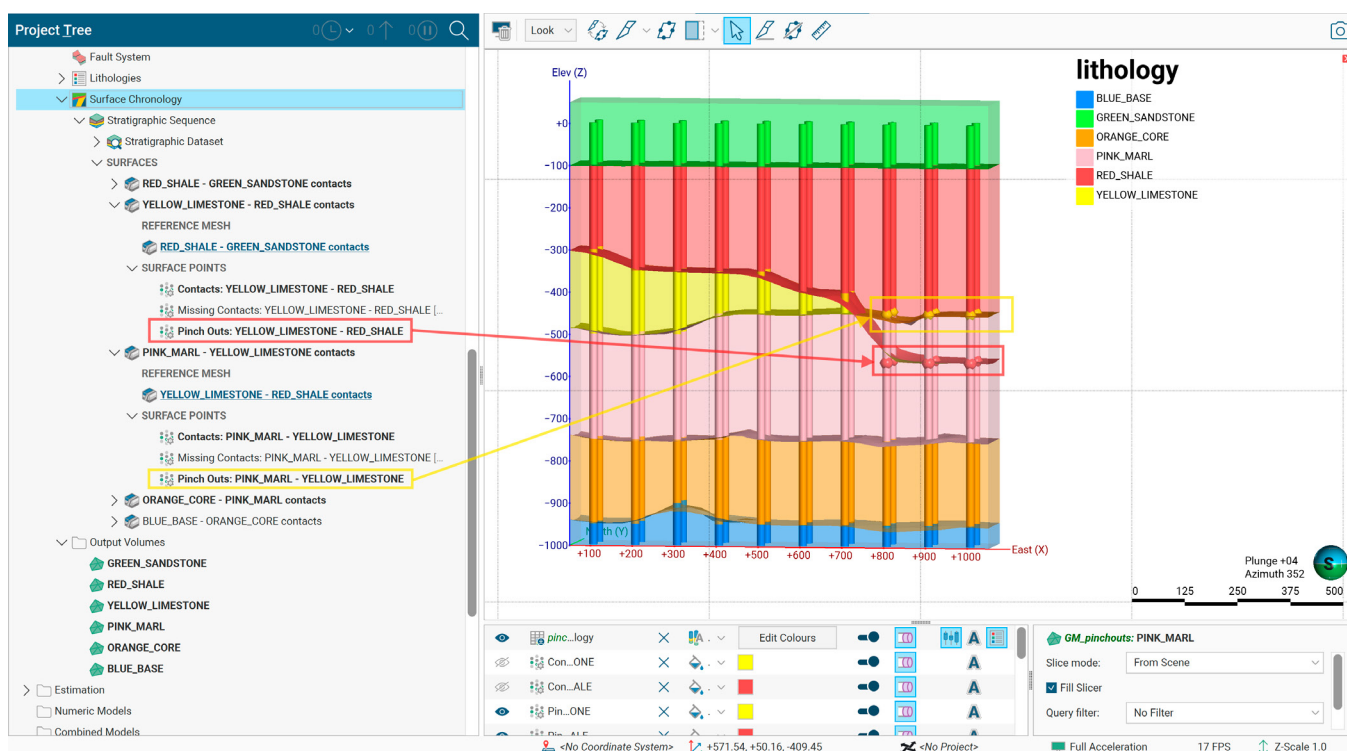 Project Tree
0
0
0
Look
Fault System
Lithologies
Surface Chronology
Stratigraphic Sequence
Stratigraphic Dataset
SURFACES
RED_SHALE - GREEN_SANDSTONE contacts
YELLOW_LIMESTONE - RED_SHALE contacts
REFERENCE MESH
RED_SHALE - GREEN_SANDSTONE contacts
SURFACE POINTS
Contacts: YELLOW_LIMESTONE - RED_SHALE
Missing Contacts: YELLOW_LIMESTONE - RED_SHALE [...
Pinch Outs: YELLOW_LIMESTONE - RED_SHALE
PINK_MARL - YELLOW_LIMESTONE contacts
REFERENCE MESH
YELLOW_LIMESTONE - RED_SHALE contacts
SURFACE POINTS
Contacts: PINK_MARL - YELLOW_LIMESTONE
Missing Contacts: PINK_MARL - YELLOW_LIMESTONE [...
Pinch Outs: PINK_MARL - YELLOW_LIMESTONE
ORANGE_CORE - PINK_MARL contacts
BLUE_BASE - ORANGE_CORE contacts
Output Volumes
GREEN_SANDSTONE
RED_SHALE
YELLOW_LIMESTONE
PINK_MARL
ORANGE_CORE
BLUE_BASE
Estimation
Numeric Models
Combined Models
Elev (Z)
+0
-100
-200
-300
-400
-500
-600
-700
-800
-900
-1000
+100 +200 +300 +400 +500 +600 +700 +800 +900 +1000
East (X)
lithology
BLUE_BASE
GREEN_SANDSTONE
ORANGE_CORE
PINK_MARL
RED_SHALE
YELLOW_LIMESTONE
Plunge +04
Azimuth 352
S
0 125 250 375 500
pinc...logy
Edit Colours
A
Con...ONE
A
Con...ALE
A
Pin...ONE
A
GM_pinchouts: PINK_MARL
Slice mode: From Scene
Fill Slicer
Query filter: No Filter
<No Coordinate System>
+571.54, +50.16, -409.45
<No Project>
Full Acceleration
17 FPS
Z-Scale 1.0